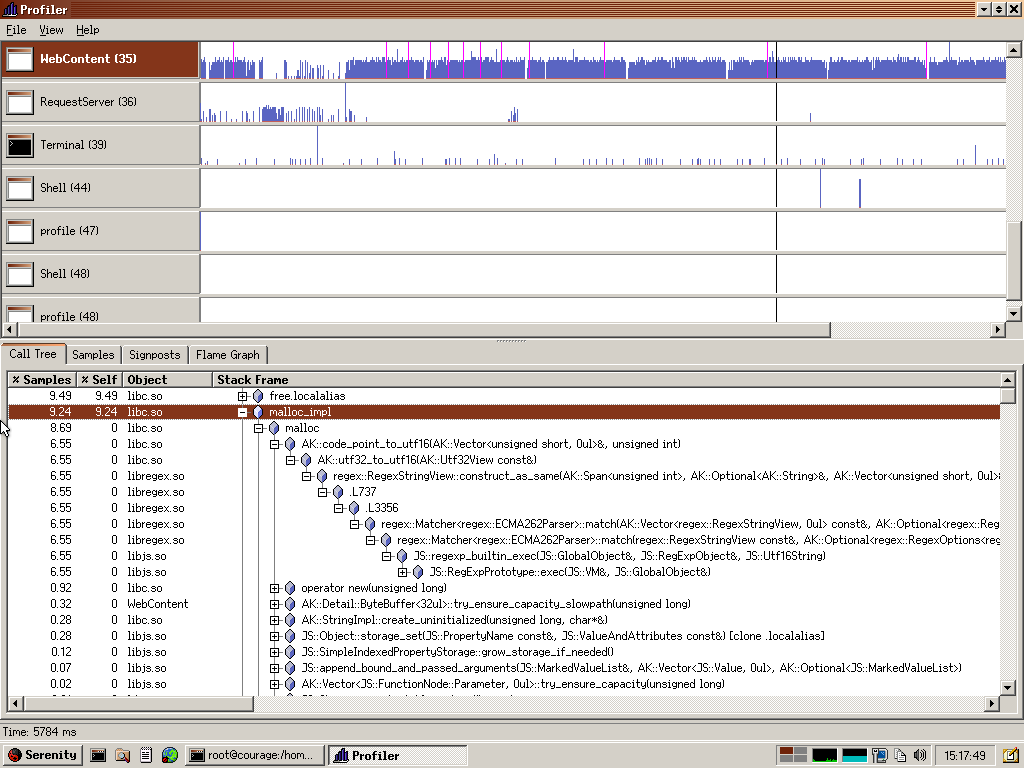 Profiler
File View Help
WebContent (35)
RequestServer (36)
Terminal (39)
Shell (44)
profile (47)
Shell (48)
profile (48)
Call Tree Samples Signposts Flame Graph
% Samples % Self Object Stack Frame
9.49 9.49 libc.so free.localalias
9.24 9.24 libc.so malloc_impl
8.69 0 libc.so malloc
6.55 0 libc.so AK::code_point_to_utf16(AK::Vector<unsigned short, 0ul>&, unsigned int)
6.55 0 libc.so AK::utf32_to_utf16(AK::Utf32View const&)
6.55 0 libregex.so regex::RegexStringView::construct_as_same(AK::Span<unsigned int>, AK::Optional<AK::String>&, AK::Vector<unsigned short, 0ul>&
6.55 0 libregex.so .L737
6.55 0 libregex.so .L3356
6.55 0 libregex.so regex::Matcher<regex::ECMA262Parser>::match(AK::Vector<regex::RegexStringView, 0ul> const&, AK::Optional<regex::Reg
6.55 0 libregex.so regex::Matcher<regex::ECMA262Parser>::match(regex::RegexStringView const&, AK::Optional<regex::RegexOptions<reg
6.55 0 libjs.so JS::regexp_builtin_exec(JS::GlobalObject&, JS::RegExpObject&, JS::Utf16String)
6.55 0 libjs.so JS::RegExpPrototype::exec(JS::VM&, JS::GlobalObject&)
0.92 0 libc.so operator new(unsigned long)
0.32 0 WebContent AK::Detail::ByteBuffer<32ul>::try_ensure_capacity_slowpath(unsigned long)
0.28 0 libc.so AK::StringImpl::create_uninitialized(unsigned long, char*&)
0.28 0 libjs.so JS::Object::storage_set(JS::PropertyName const&, JS::ValueAndAttributes const&) [clone .localalias]
0.12 0 libjs.so JS::SimpleIndexedPropertyStorage::grow_storage_if_needed()
0.07 0 libjs.so JS::append_bound_and_passed_arguments(JS::MarkedValueList&, AK::Vector<JS::Value, 0ul>, AK::Optional<JS::MarkedValueList>)
0.02 0 libjs.so AK::Vector<JS::FunctionNode::Parameter, 0ul>::try_ensure_capacity(unsigned long)
Time: 5784 ms
Serenity root@courage:/hom... Profiler 15:17:49